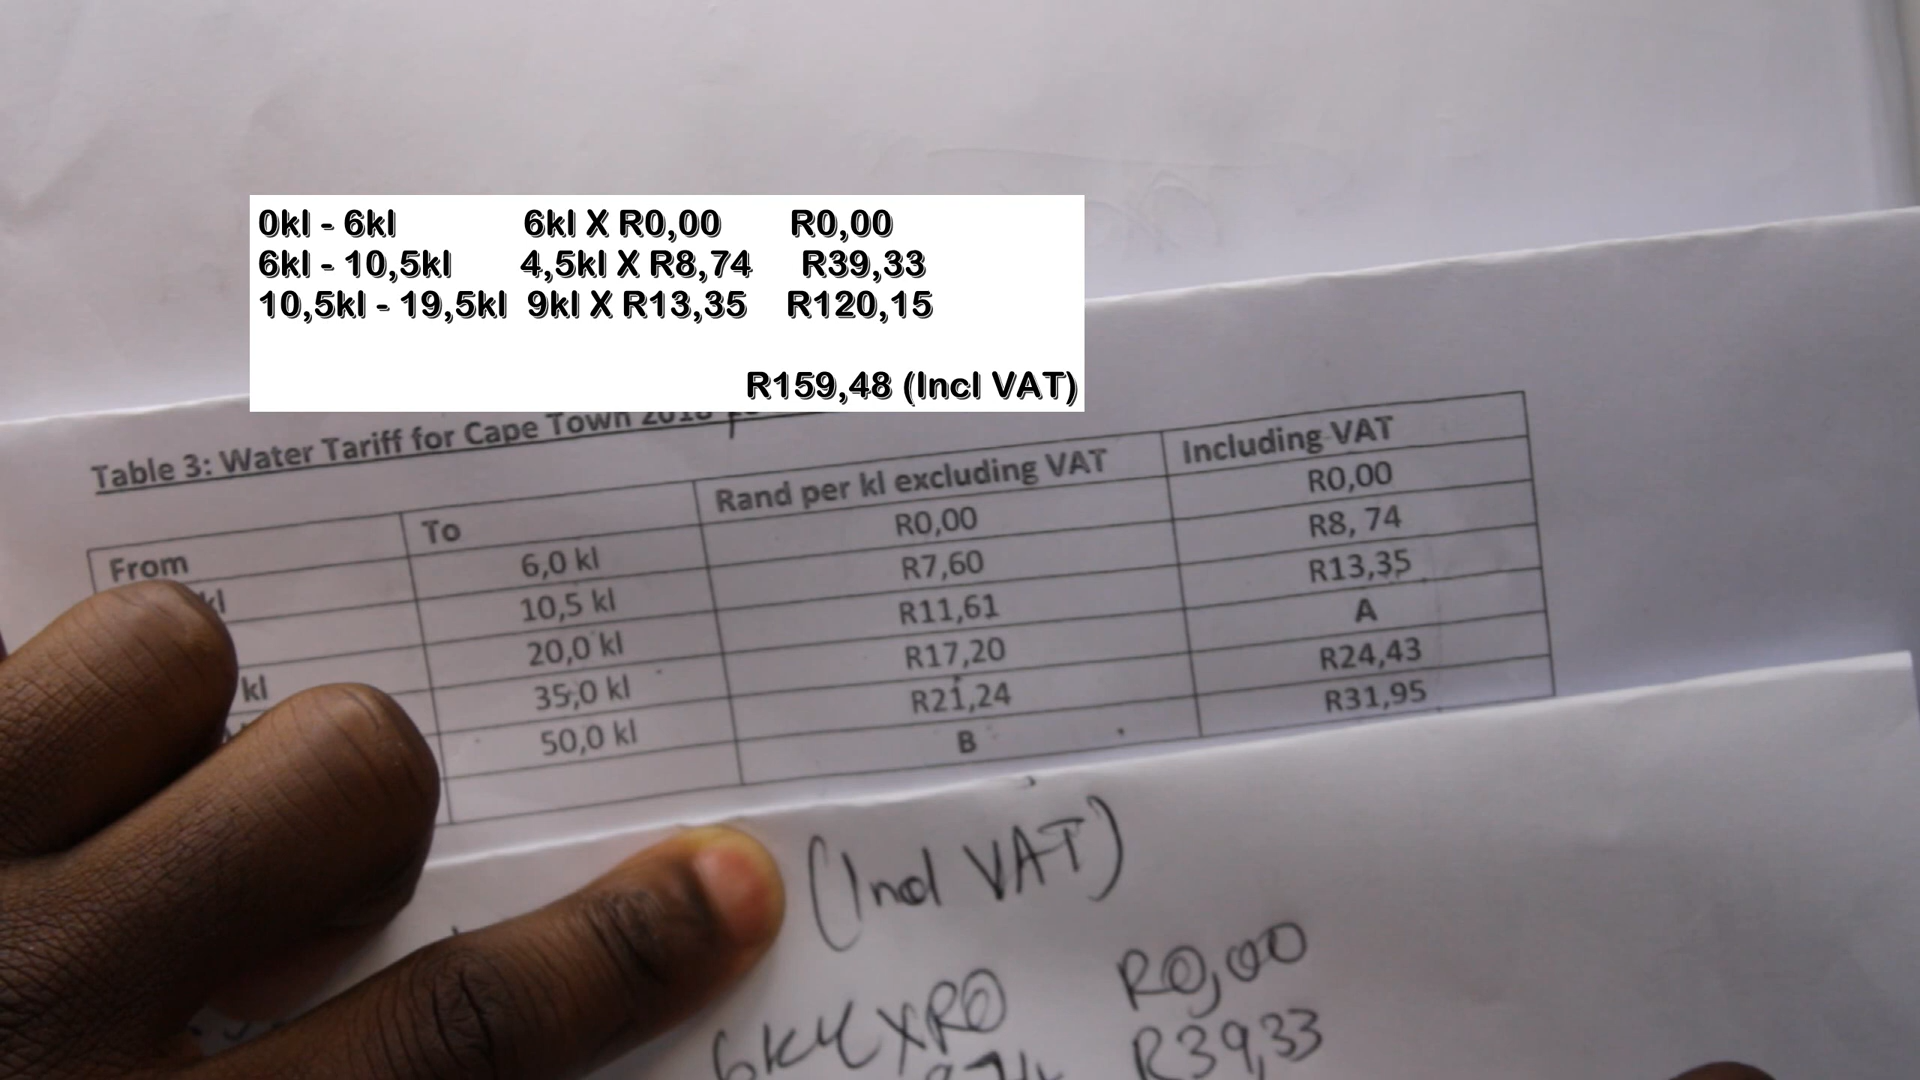 0kl - 6kl 6kl X R0,00 R0,00
6kl - 10,5kl 4,5kl X R8,74 R39,33
10,5kl - 19,5kl 9kl X R13,35 R120,15
R159,48 (Incl VAT)
Table 3: Water Tariff for Cape Town 2018
From To Rand per kl excluding VAT Including VAT
kl 6,0 kl R0,00 R0,00
10,5 kl R7,60 R8, 74
kl 20,0 kl R11,61 R13,35
35,0 kl R17,20 A
50,0 kl R21,24 R24,43
B R31,95
(Incl VAT)
6kl X R0 R0,00
R39,33